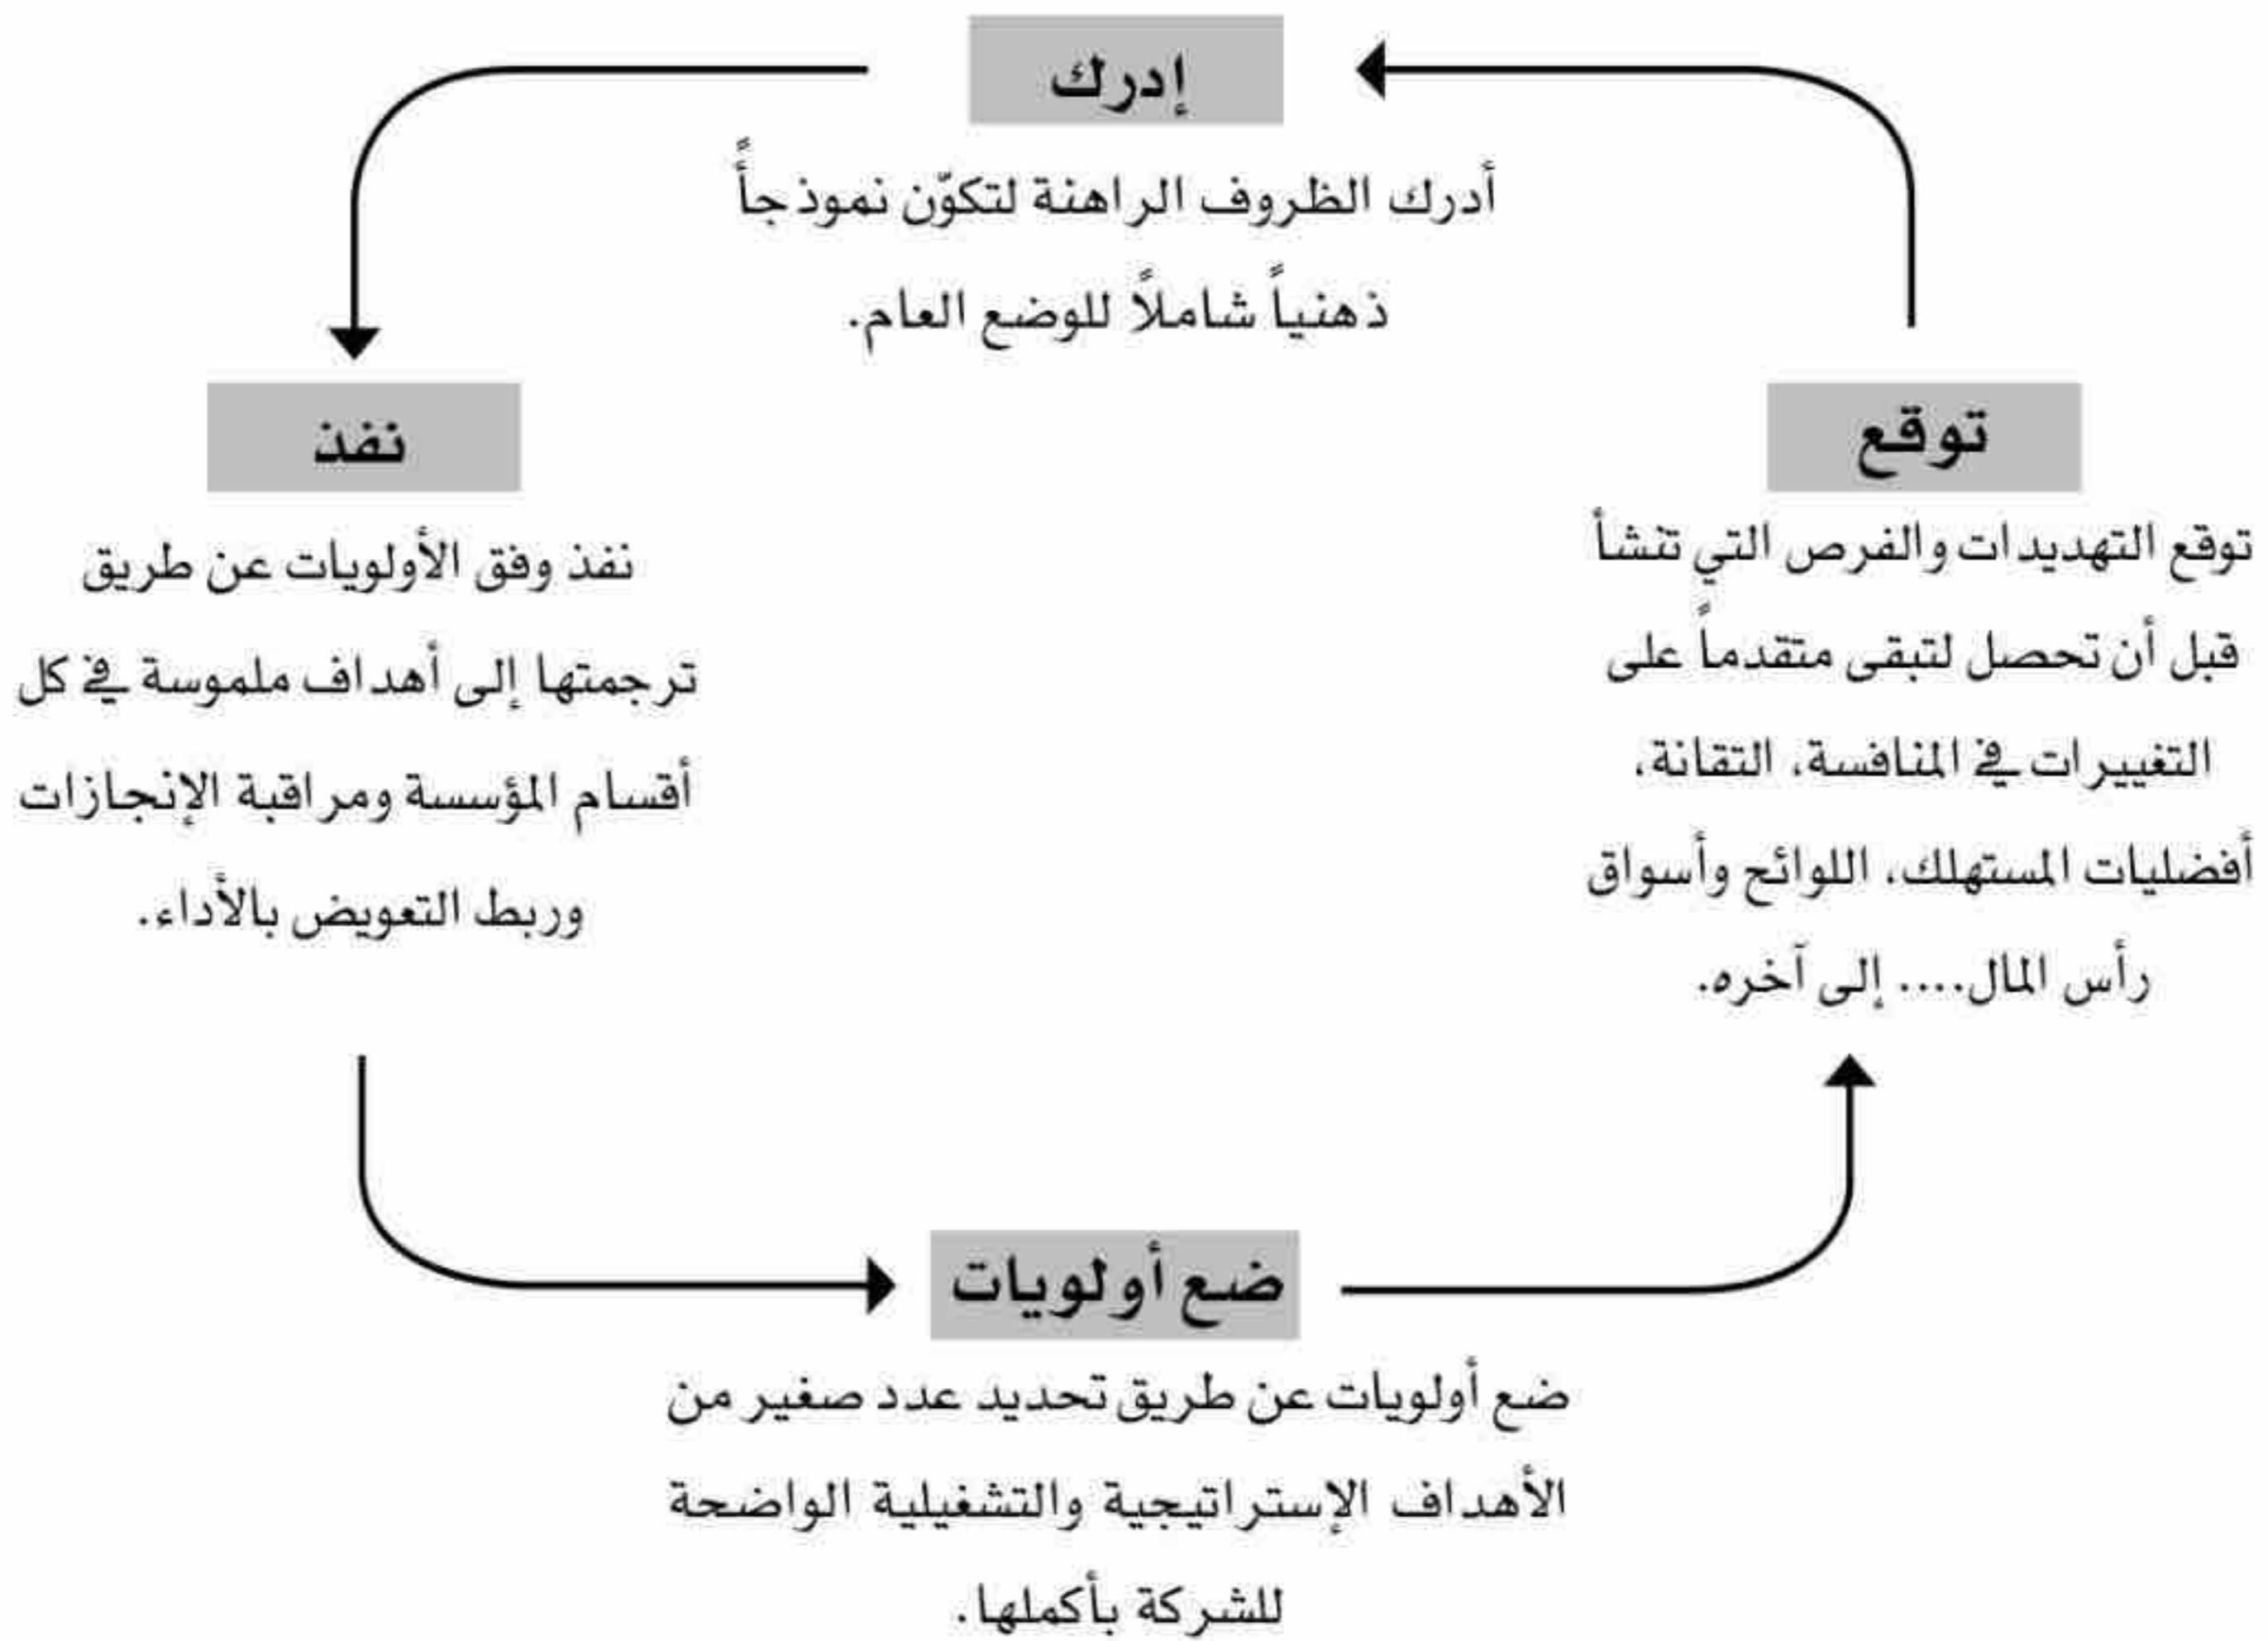 إدرك
أدرك الظروف الراهنة لتكوّن نموذجاً
ذهنياً شاملاً للوضع العام.
توقع
توقع التهديدات والفرص التي تنشأ
قبل أن تحصل لتبقى متقدماً على
التغييرات في المنافسة، التقانة،
أفضليات المستهلك، اللوائح وأسواق
رأس المال.... إلى آخره.
نفذ
نفذ وفق الأولويات عن طريق
ترجمتها إلى أهداف ملموسة في كل
أقسام المؤسسة ومراقبة الإنجازات
وربط التعويض بالأداء.
ضع أولويات
ضع أولويات عن طريق تحديد عدد صغير من
الأهداف الإستراتيجية والتشغيلية الواضحة
للشركة بأكملها.